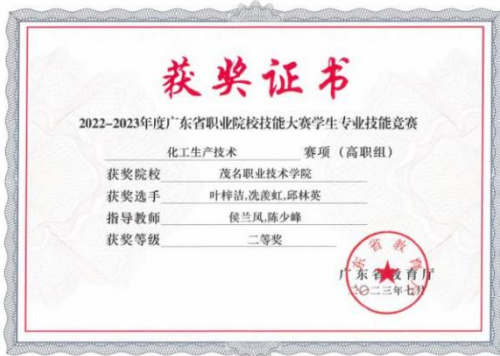 获奖证书
2022-2023年度广东省职业院校技能大赛学生专业技能竞赛
化工生产技术 赛项（高职组）
获奖院校 茂名职业技术学院
获奖选手 叶梓洁,冼羡虹,邱林英
指导教师 侯兰凤,陈少峰
获奖等级 二等奖
广东省教育厅
二〇二三年七月